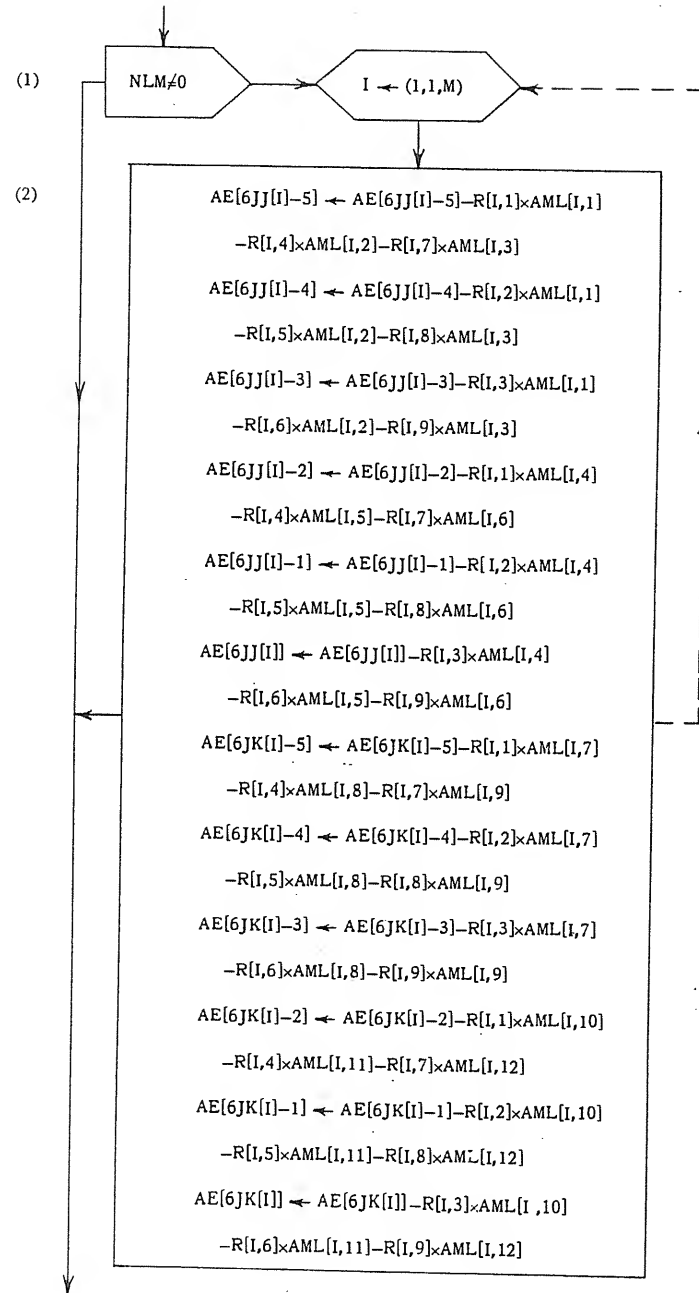 (1) NLM≠0 I ← (1,1,M)
(2)
AE[6JJ[I]–5] ← AE[6JJ[I]–5]–R[I,1]×AML[I,1]
–R[I,4]×AML[I,2]–R[I,7]×AML[I,3]
AE[6JJ[I]–4] ← AE[6JJ[I]–4]–R[I,2]×AML[I,1]
–R[I,5]×AML[I,2]–R[I,8]×AML[I,3]
AE[6JJ[I]–3] ← AE[6JJ[I]–3]–R[I,3]×AML[I,1]
–R[I,6]×AML[I,2]–R[I,9]×AML[I,3]
AE[6JJ[I]–2] ← AE[6JJ[I]–2]–R[I,1]×AML[I,4]
–R[I,4]×AML[I,5]–R[I,7]×AML[I,6]
AE[6JJ[I]–1] ← AE[6JJ[I]–1]–R[I,2]×AML[I,4]
–R[I,5]×AML[I,5]–R[I,8]×AML[I,6]
AE[6JJ[I]] ← AE[6JJ[I]]–R[I,3]×AML[I,4]
–R[I,6]×AML[I,5]–R[I,9]×AML[I,6]
AE[6JK[I]–5] ← AE[6JK[I]–5]–R[I,1]×AML[I,7]
–R[I,4]×AML[I,8]–R[I,7]×AML[I,9]
AE[6JK[I]–4] ← AE[6JK[I]–4]–R[I,2]×AML[I,7]
–R[I,5]×AML[I,8]–R[I,8]×AML[I,9]
AE[6JK[I]–3] ← AE[6JK[I]–3]–R[I,3]×AML[I,7]
–R[I,6]×AML[I,8]–R[I,9]×AML[I,9]
AE[6JK[I]–2] ← AE[6JK[I]–2]–R[I,1]×AML[I,10]
–R[I,4]×AML[I,11]–R[I,7]×AML[I,12]
AE[6JK[I]–1] ← AE[6JK[I]–1]–R[I,2]×AML[I,10]
–R[I,5]×AML[I,11]–R[I,8]×AML[I,12]
AE[6JK[I]] ← AE[6JK[I]]–R[I,3]×AML[I ,10]
–R[I,6]×AML[I,11]–R[I,9]×AML[I,12]